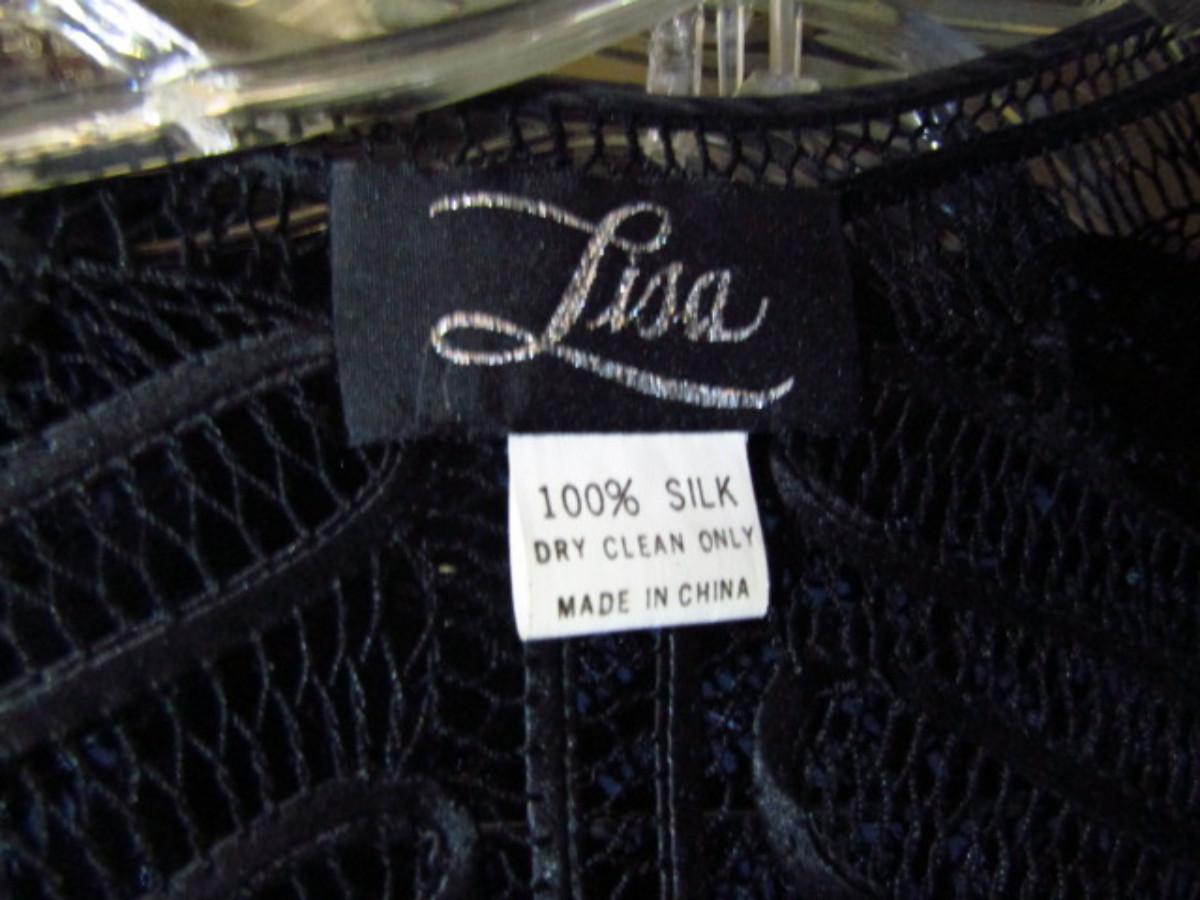 Lisa
100% SILK
DRY CLEAN ONLY
MADE IN CHINA